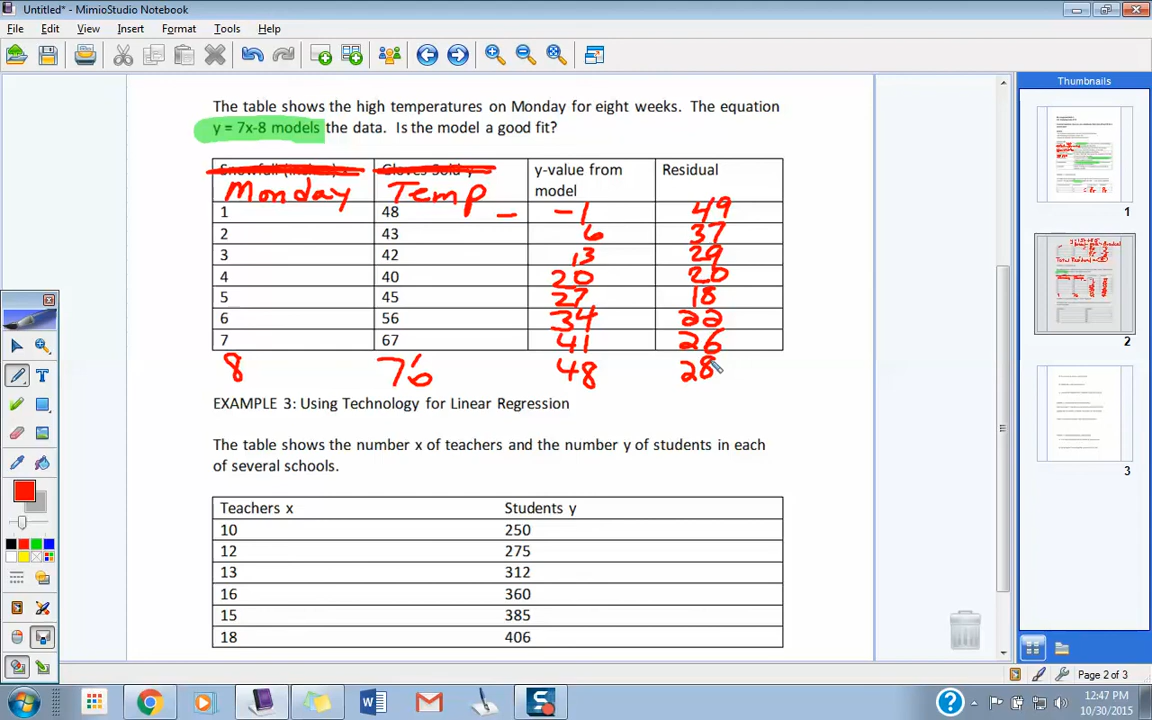 Untitled* - MimioStudio Notebook
File Edit View Insert Format Tools Help
The table shows the high temperatures on Monday for eight weeks. The equation
y = 7x-8 models the data. Is the model a good fit?
y-value from model Residual
Monday Temp
1 48 - -1 49
2 43 6 37
3 42 13 29
4 40 20 20
5 45 27 18
6 56 34 22
7 67 41 26
8 76 48 28
EXAMPLE 3: Using Technology for Linear Regression
The table shows the number x of teachers and the number y of students in each
of several schools.
Teachers x Students y
10 250
12 275
13 312
16 360
15 385
18 406
Thumbnails
1
2
3
Page 2 of 3
12:47 PM
10/30/2015